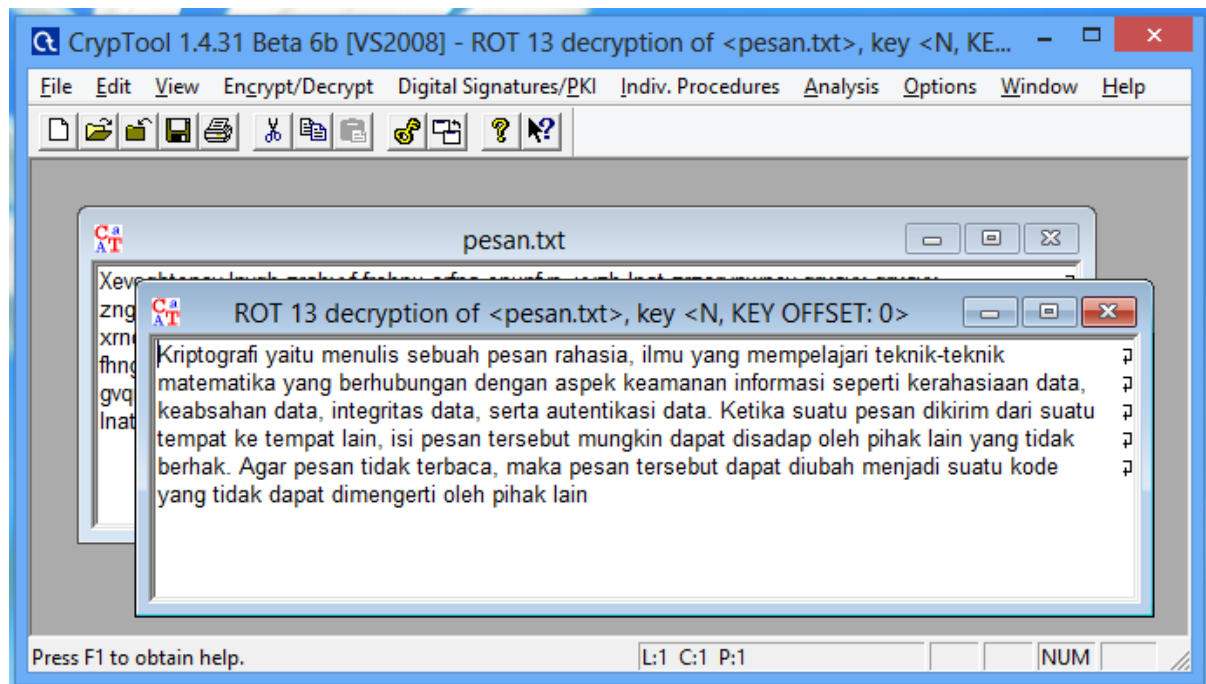 CrypTool 1.4.31 Beta 6b [VS2008] - ROT 13 decryption of <pesan.txt>, key <N, KE...
File Edit View Encrypt/Decrypt Digital Signatures/PKI Indiv. Procedures Analysis Options Window Help
pesan.txt
zng
fhng
gvq
lnat
ROT 13 decryption of <pesan.txt>, key <N, KEY OFFSET: 0>
Kriptografi yaitu menulis sebuah pesan rahasia, ilmu yang mempelajari teknik-teknik
matematika yang berhubungan dengan aspek keamanan informasi seperti kerahasiaan data,
keabsahan data, integritas data, serta autentikasi data. Ketika suatu pesan dikirim dari suatu
tempat ke tempat lain, isi pesan tersebut mungkin dapat disadap oleh pihak lain yang tidak
berhak. Agar pesan tidak terbaca, maka pesan tersebut dapat diubah menjadi suatu kode
yang tidak dapat dimengerti oleh pihak lain
Press F1 to obtain help.
L:1 C:1 P:1
NUM